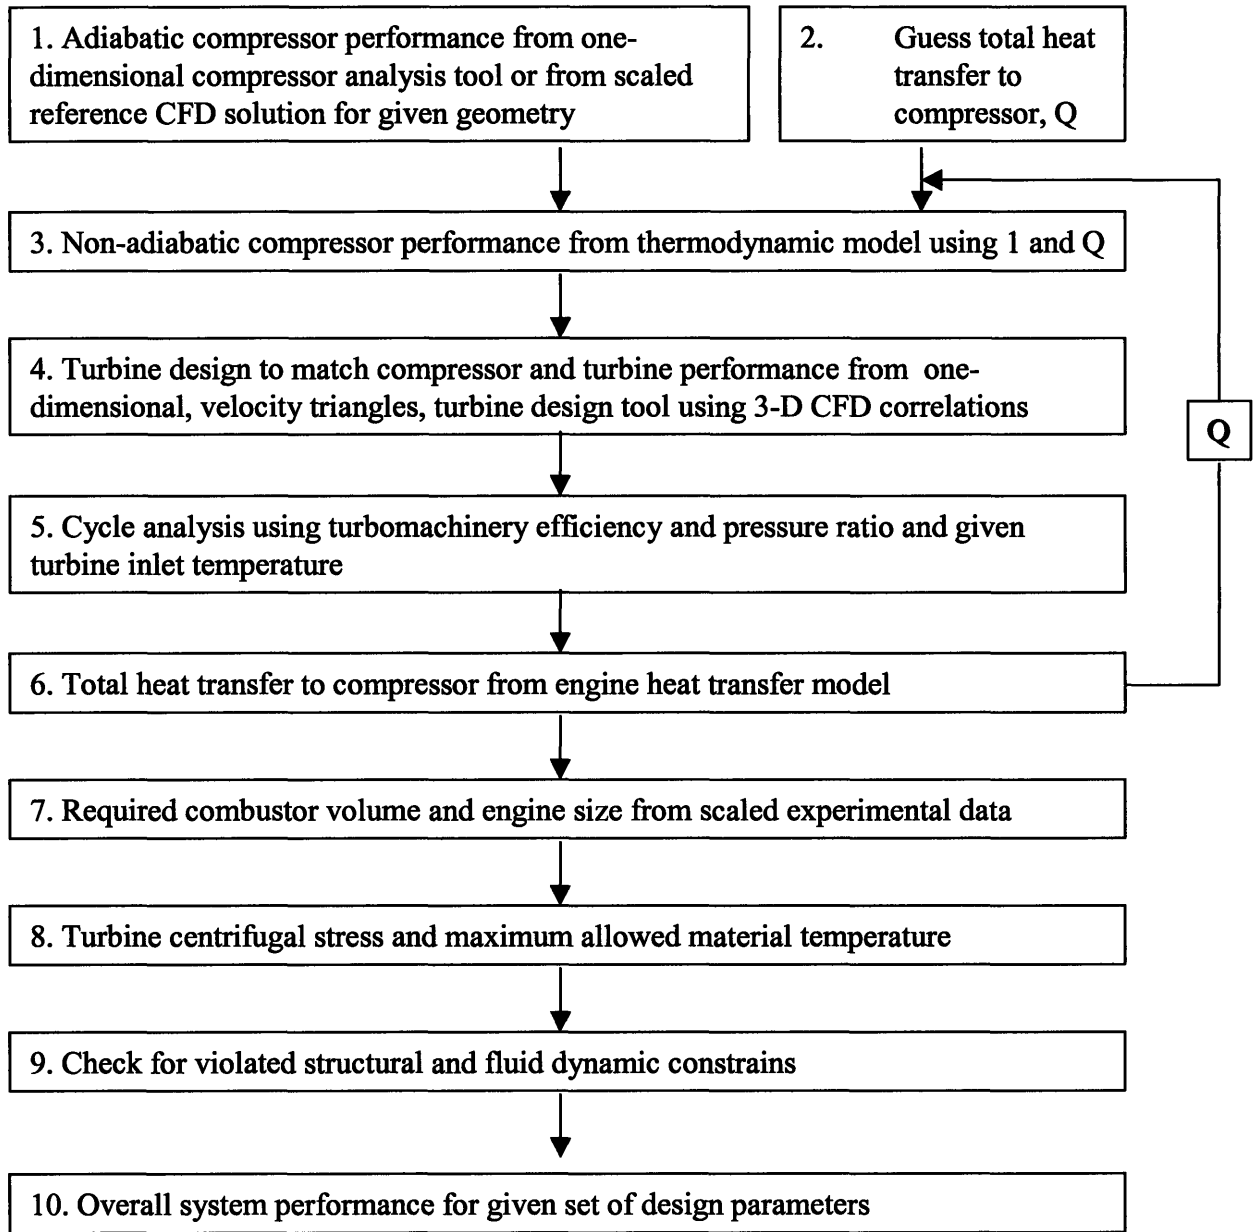 1. Adiabatic compressor performance from one-
dimensional compressor analysis tool or from scaled
reference CFD solution for given geometry
2. Guess total heat
transfer to
compressor, Q
3. Non-adiabatic compressor performance from thermodynamic model using 1 and Q
4. Turbine design to match compressor and turbine performance from one-
dimensional, velocity triangles, turbine design tool using 3-D CFD correlations
Q
5. Cycle analysis using turbomachinery efficiency and pressure ratio and given
turbine inlet temperature
6. Total heat transfer to compressor from engine heat transfer model
7. Required combustor volume and engine size from scaled experimental data
8. Turbine centrifugal stress and maximum allowed material temperature
9. Check for violated structural and fluid dynamic constrains
10. Overall system performance for given set of design parameters